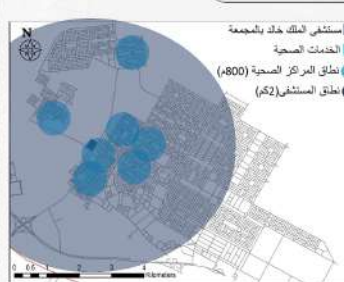 مستشفى الملك خالد بالمجمعة
الخدمات الصحية
نطاق المراكز الصحية (800م)
نطاق المستشفى (2كم)
N
0 0.5 1 2 3 4
Kilometers